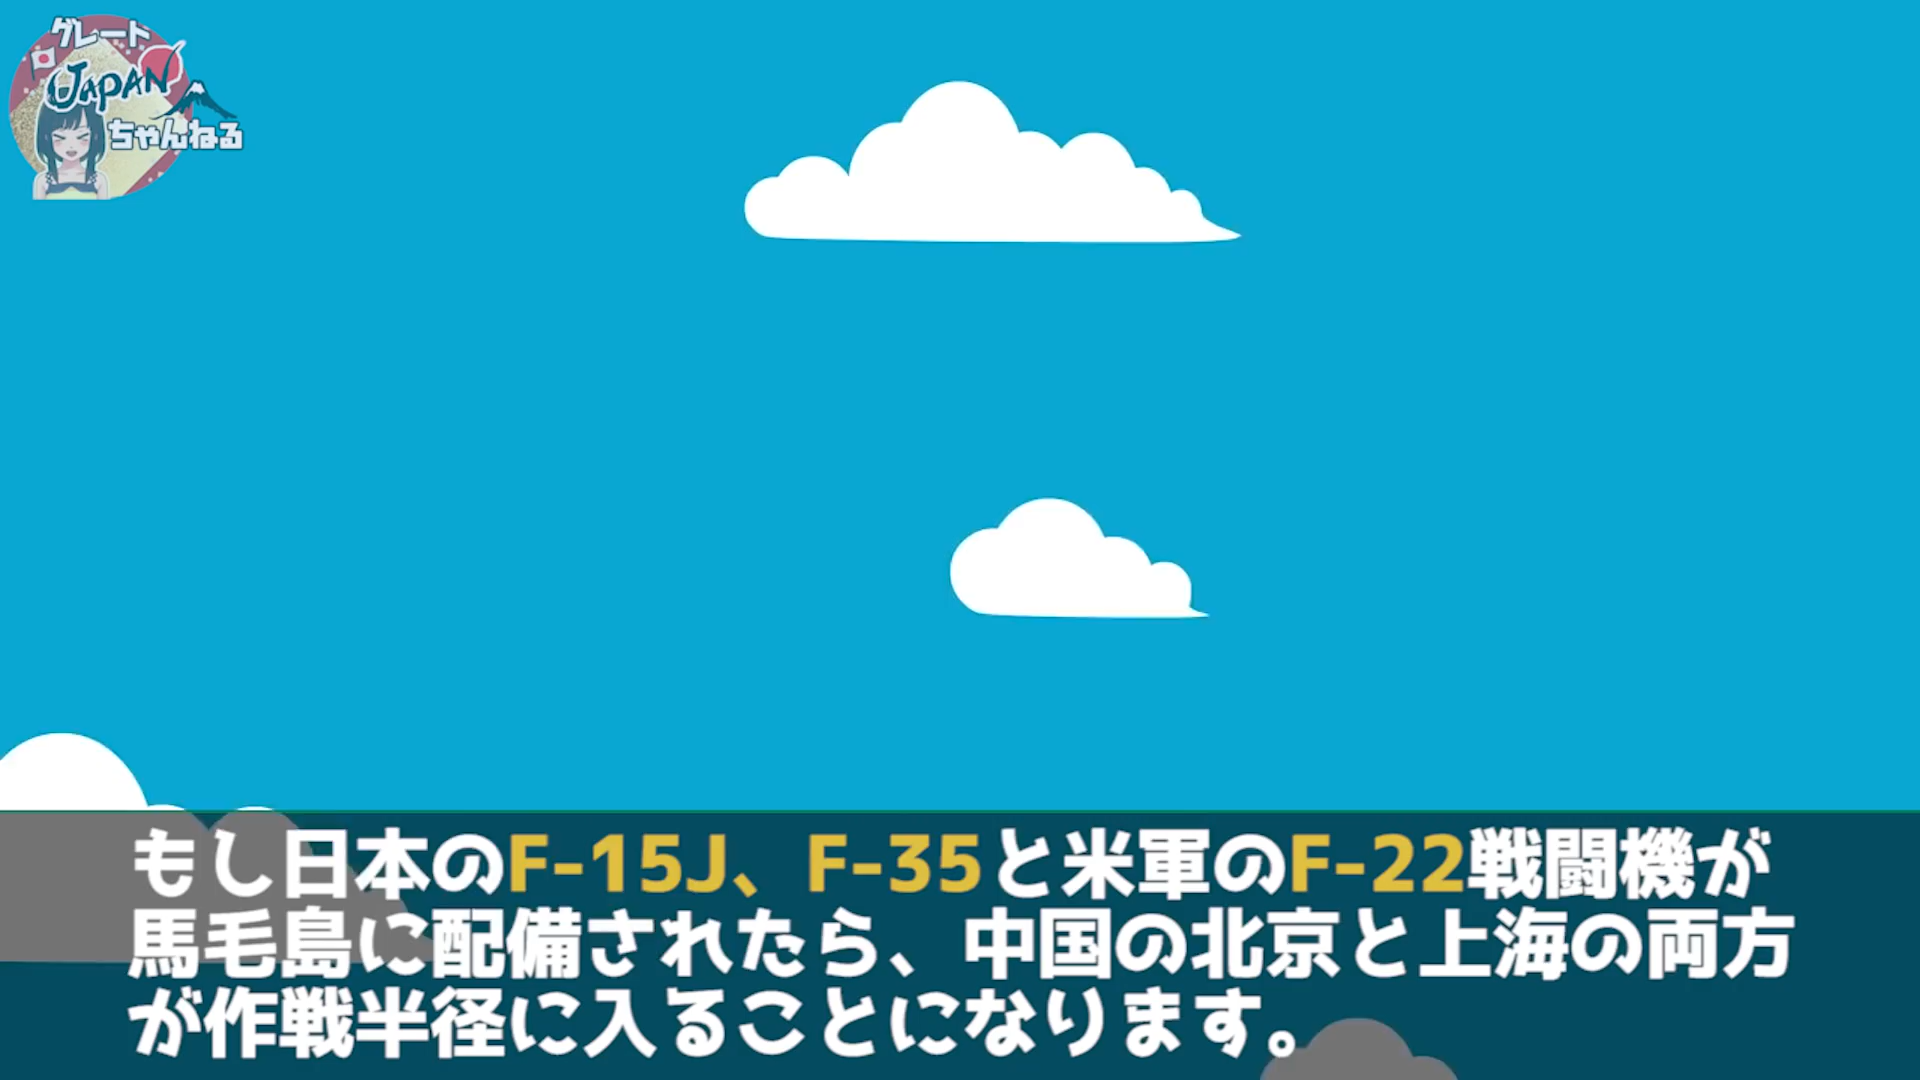 グレート
JAPAN
ちゃんねる
もし日本のF-15J、F-35と米軍のF-22戦闘機が
馬毛島に配備されたら、中国の北京と上海の両方
が作戦半径に入ることになります。